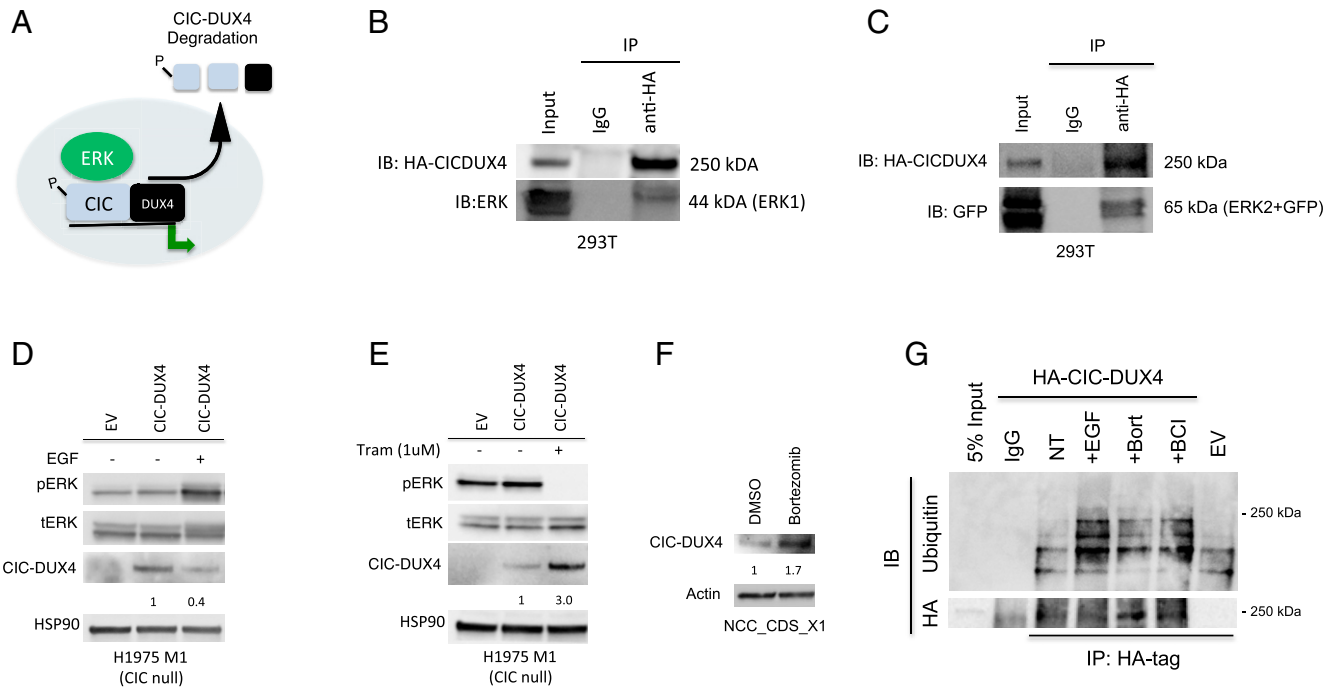 A
CIC-DUX4
Degradation
P
ERK
P
CIC
DUX4
B
IP
Input
IgG
anti-HA
IB: HA-CICDUX4
250 kDA
IB:ERK
44 kDA (ERK1)
293T
C
IP
Input
IgG
anti-HA
IB: HA-CICDUX4
250 kDa
IB: GFP
65 kDa (ERK2+GFP)
293T
D
EV
CIC-DUX4
CIC-DUX4
EGF - - +
pERK
tERK
CIC-DUX4
1 0.4
HSP90
H1975 M1
(CIC null)
E
EV
CIC-DUX4
CIC-DUX4
Tram (1uM) - - +
pERK
tERK
CIC-DUX4
1 3.0
HSP90
H1975 M1
(CIC null)
F
DMSO
Bortezomib
CIC-DUX4
1 1.7
Actin
NCC_CDS_X1
G
HA-CIC-DUX4
5% Input
IgG
NT
+EGF
+Bort
+BCI
EV
IB
Ubiquitin
- 250 kDa
HA
- 250 kDa
IP: HA-tag